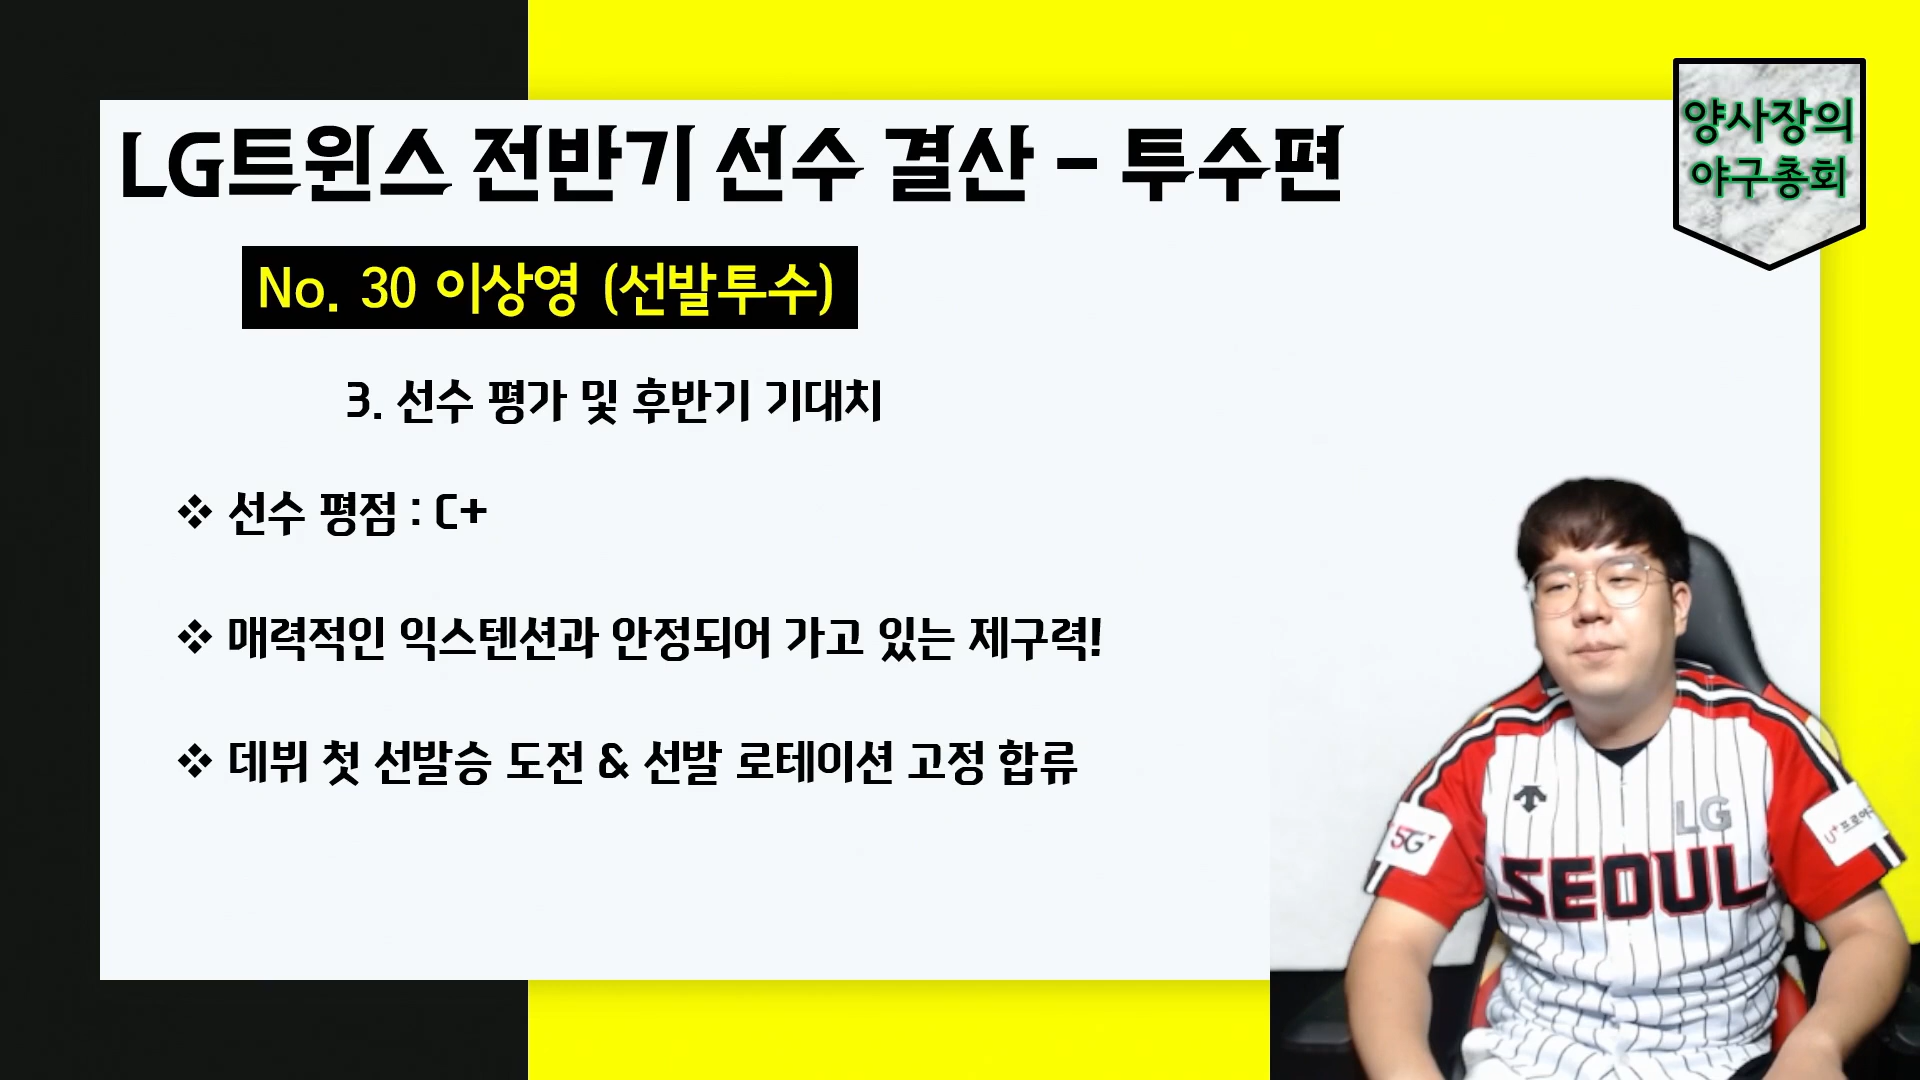 LG트윈스 전반기 선수 결산 - 투수편
양사장의
야구총회
No. 30 이상영 (선발투수)
3. 선수 평가 및 후반기 기대치
❖ 선수 평점 : C+
❖ 매력적인 익스텐션과 안정되어 가고 있는 제구력!
❖ 데뷔 첫 선발승 도전 & 선발 로테이션 고정 합류
LG
5G
U+프로야구
SEOUL